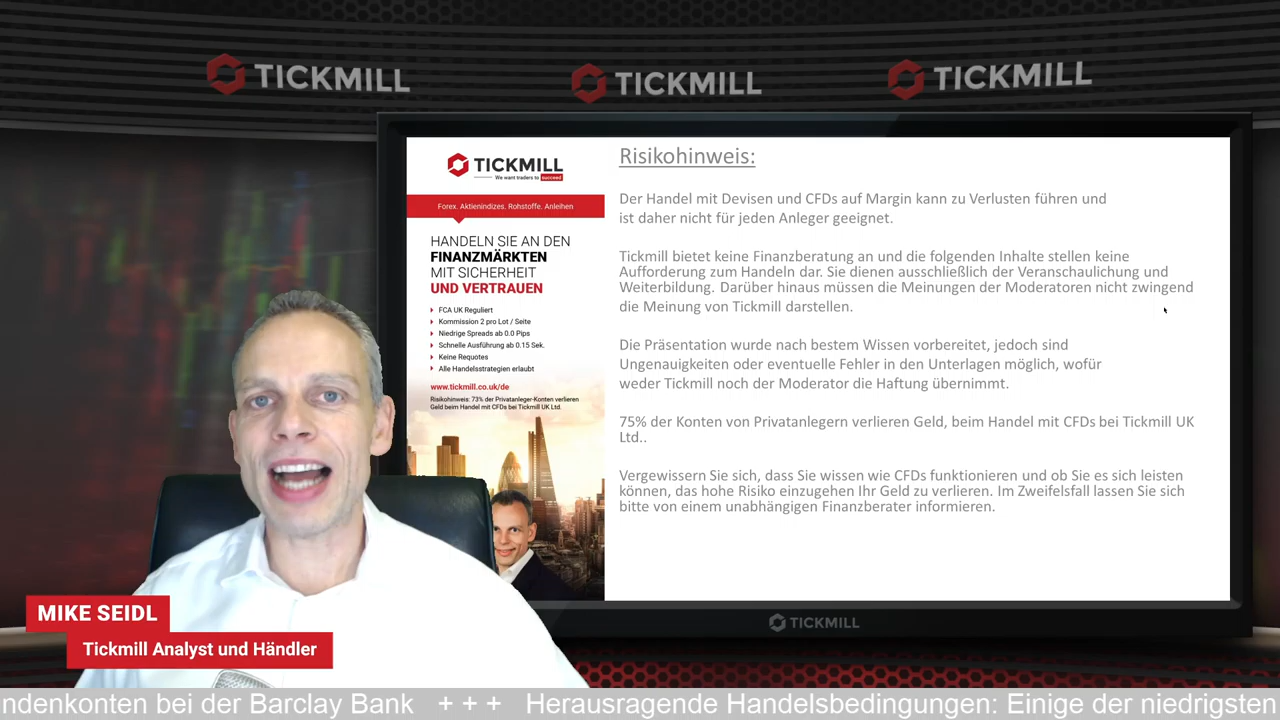 TICKMILL
TICKMILL
TICKMILL
TICKMILL
We want traders to succeed
Forex. Aktienindizes. Rohstoffe. Anleihen
HANDELN SIE AN DEN
FINANZMÄRKTEN
MIT SICHERHEIT
UND VERTRAUEN
FCA UK Reguliert
Kommission 2 pro Lot / Seite
Niedrige Spreads ab 0.0 Pips
Schnelle Ausführung ab 0.15 Sek.
Keine Requotes
Alle Handelsstrategien erlaubt
www.tickmill.co.uk/de
Risikohinweis: 73% der Privatanleger-Konten verlieren
Geld beim Handel mit CFDs bei Tickmill UK Ltd.
Risikohinweis:
Der Handel mit Devisen und CFDs auf Margin kann zu Verlusten führen und
ist daher nicht für jeden Anleger geeignet.
Tickmill bietet keine Finanzberatung an und die folgenden Inhalte stellen keine
Aufforderung zum Handeln dar. Sie dienen ausschließlich der Veranschaulichung und
Weiterbildung. Darüber hinaus müssen die Meinungen der Moderatoren nicht zwingend
die Meinung von Tickmill darstellen.
Die Präsentation wurde nach bestem Wissen vorbereitet, jedoch sind
Ungenauigkeiten oder eventuelle Fehler in den Unterlagen möglich, wofür
weder Tickmill noch der Moderator die Haftung übernimmt.
75% der Konten von Privatanlegern verlieren Geld, beim Handel mit CFDs bei Tickmill UK
Ltd..
Vergewissern Sie sich, dass Sie wissen wie CFDs funktionieren und ob Sie es sich leisten
können, das hohe Risiko einzugehen Ihr Geld zu verlieren. Im Zweifelsfall lassen Sie sich
bitte von einem unabhängigen Finanzberater informieren.
TICKMILL
MIKE SEIDL
Tickmill Analyst und Händler
ndenkonten bei der Barclay Bank + + + Herausragende Handelsbedingungen: Einige der niedrigsten